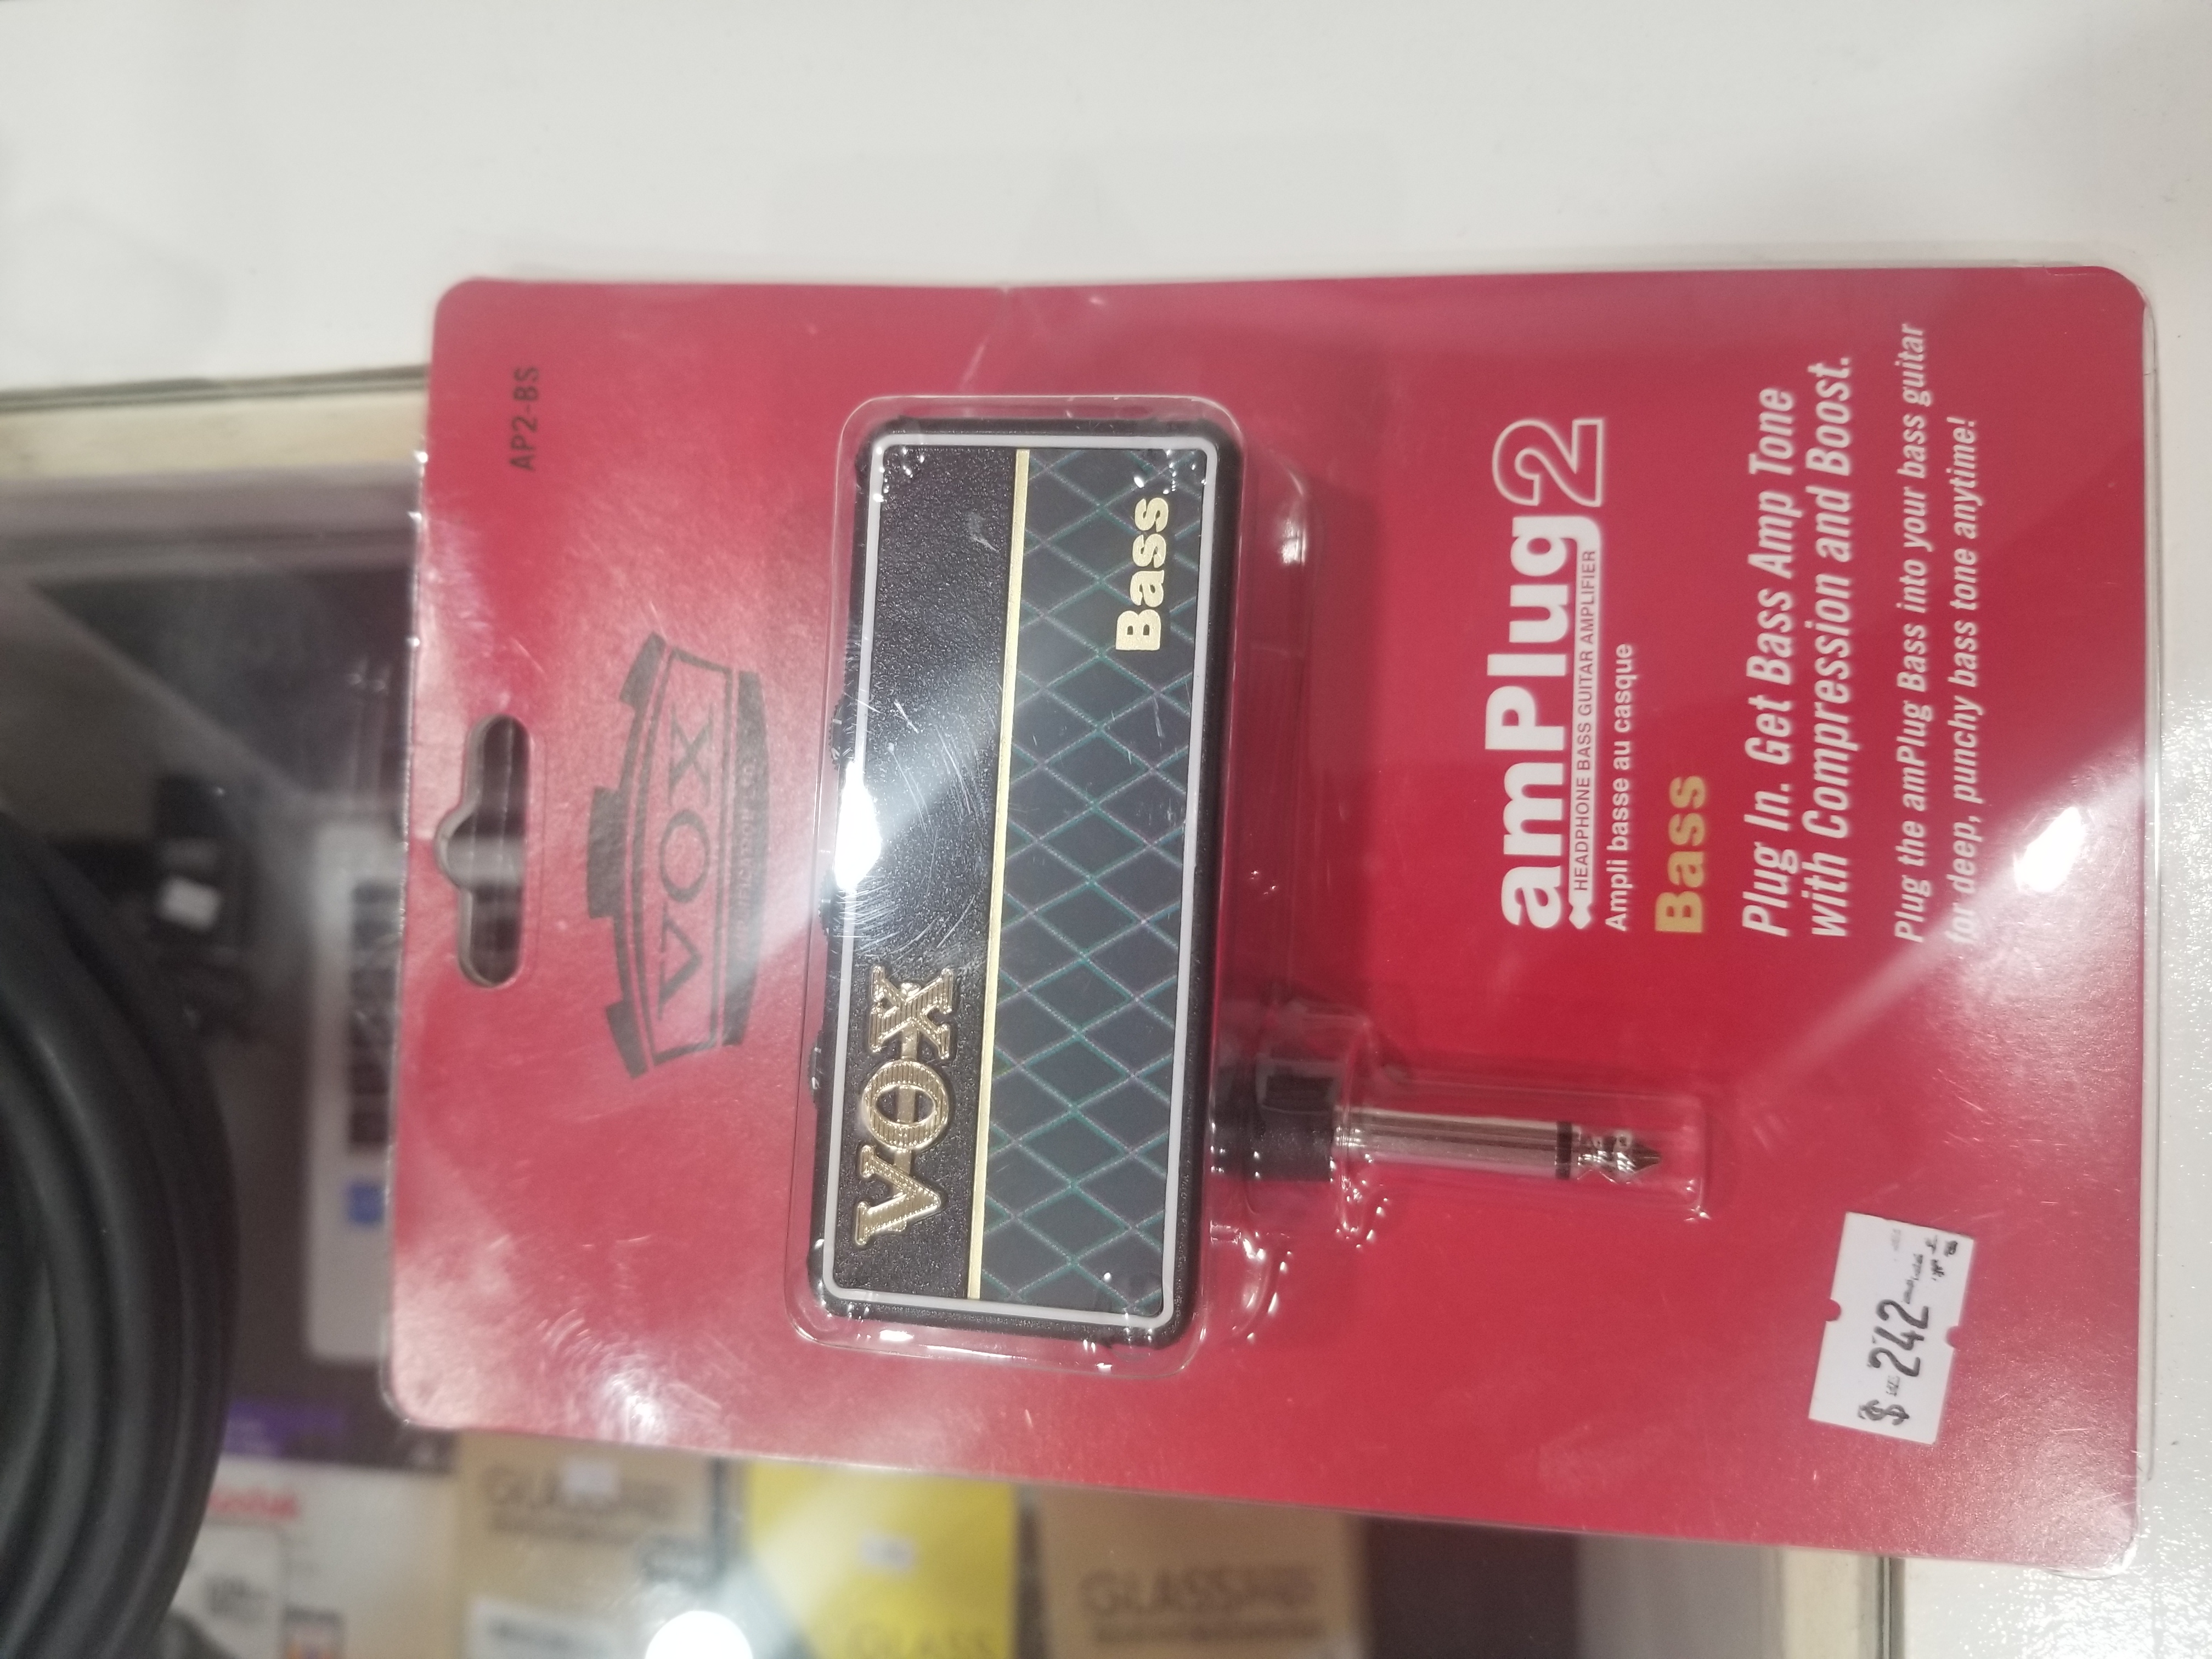 AP2-BS
VOX
VOX
Bass
amPlug2
HEADPHONE BASS GUITAR AMPLIFIER
Ampli basse au casque
Bass
Plug In. Get Bass Amp Tone
with Compression and Boost.
Plug the amPlug Bass into your bass guitar
for deep, punchy bass tone anytime!
$ 242
GLASS
GLASS